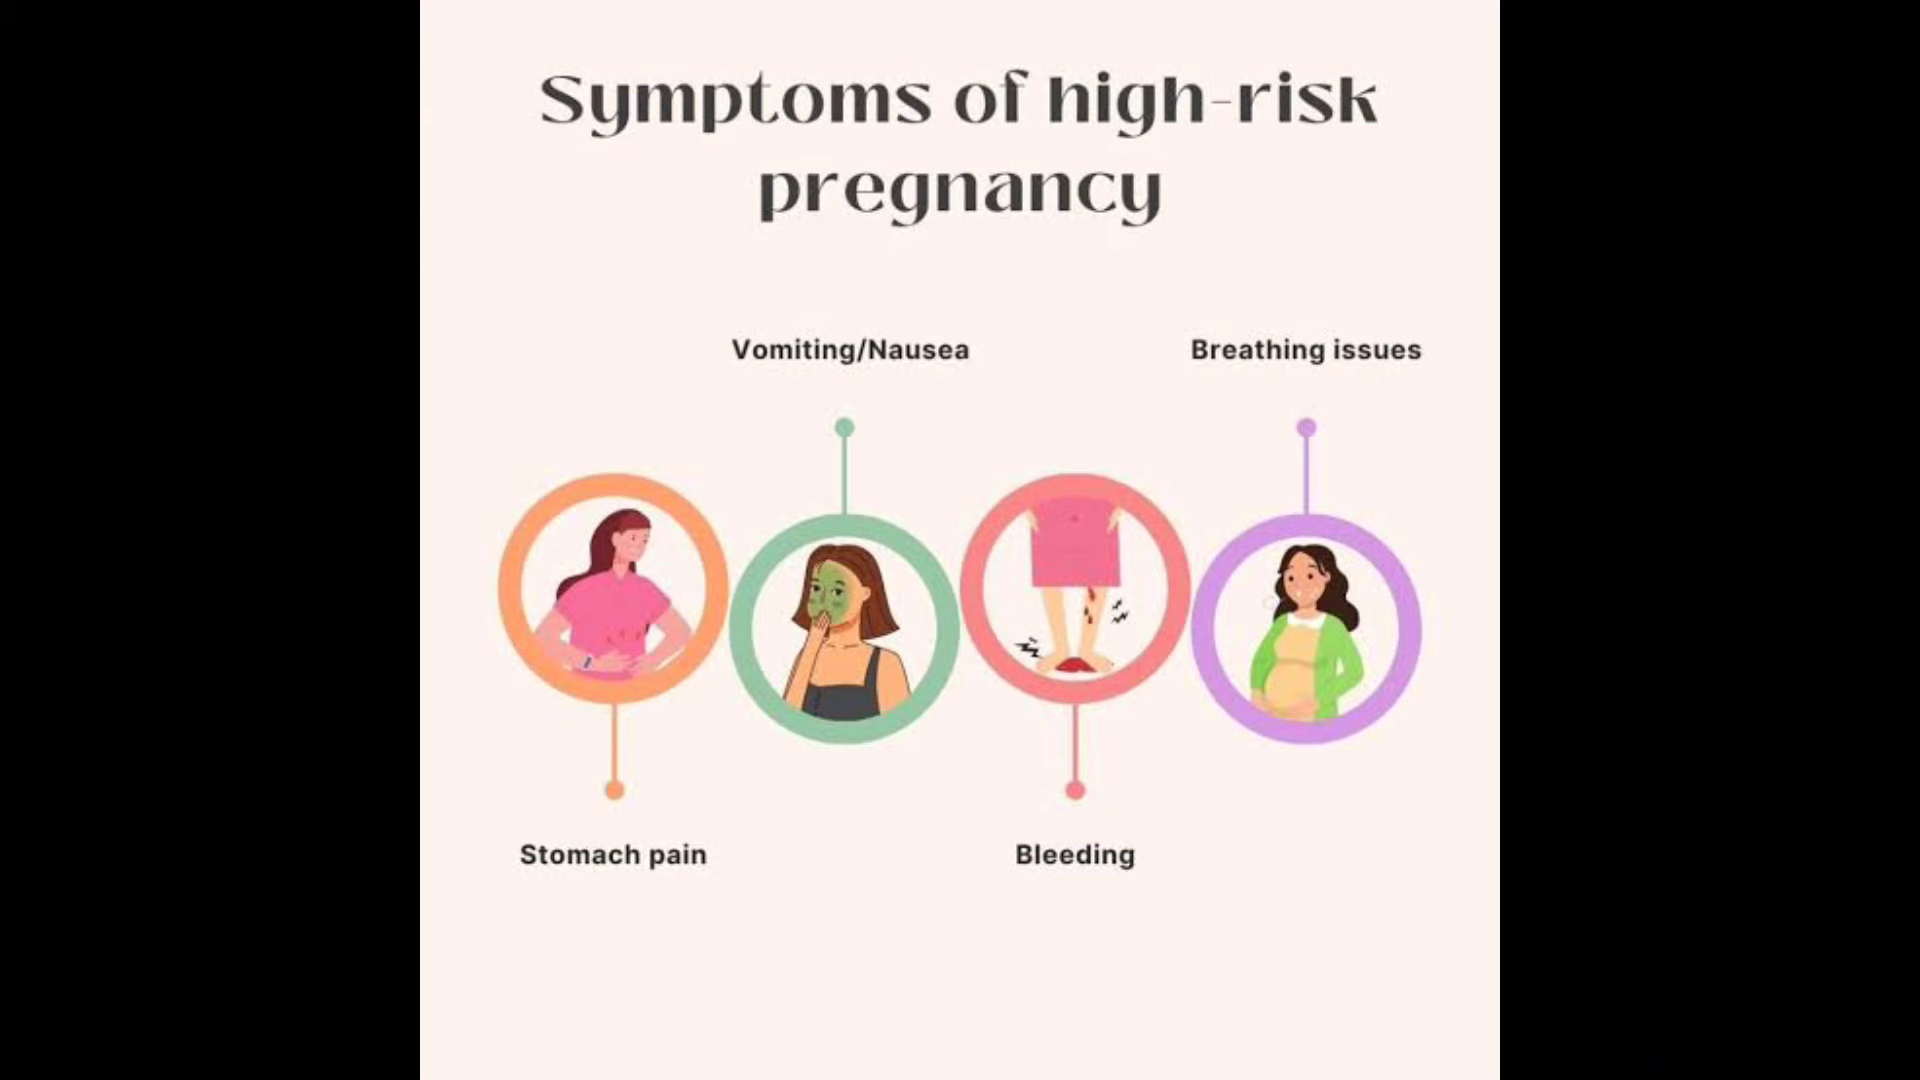 Symptoms of high-risk
pregnancy
Vomiting/Nausea
Breathing issues
Stomach pain
Bleeding